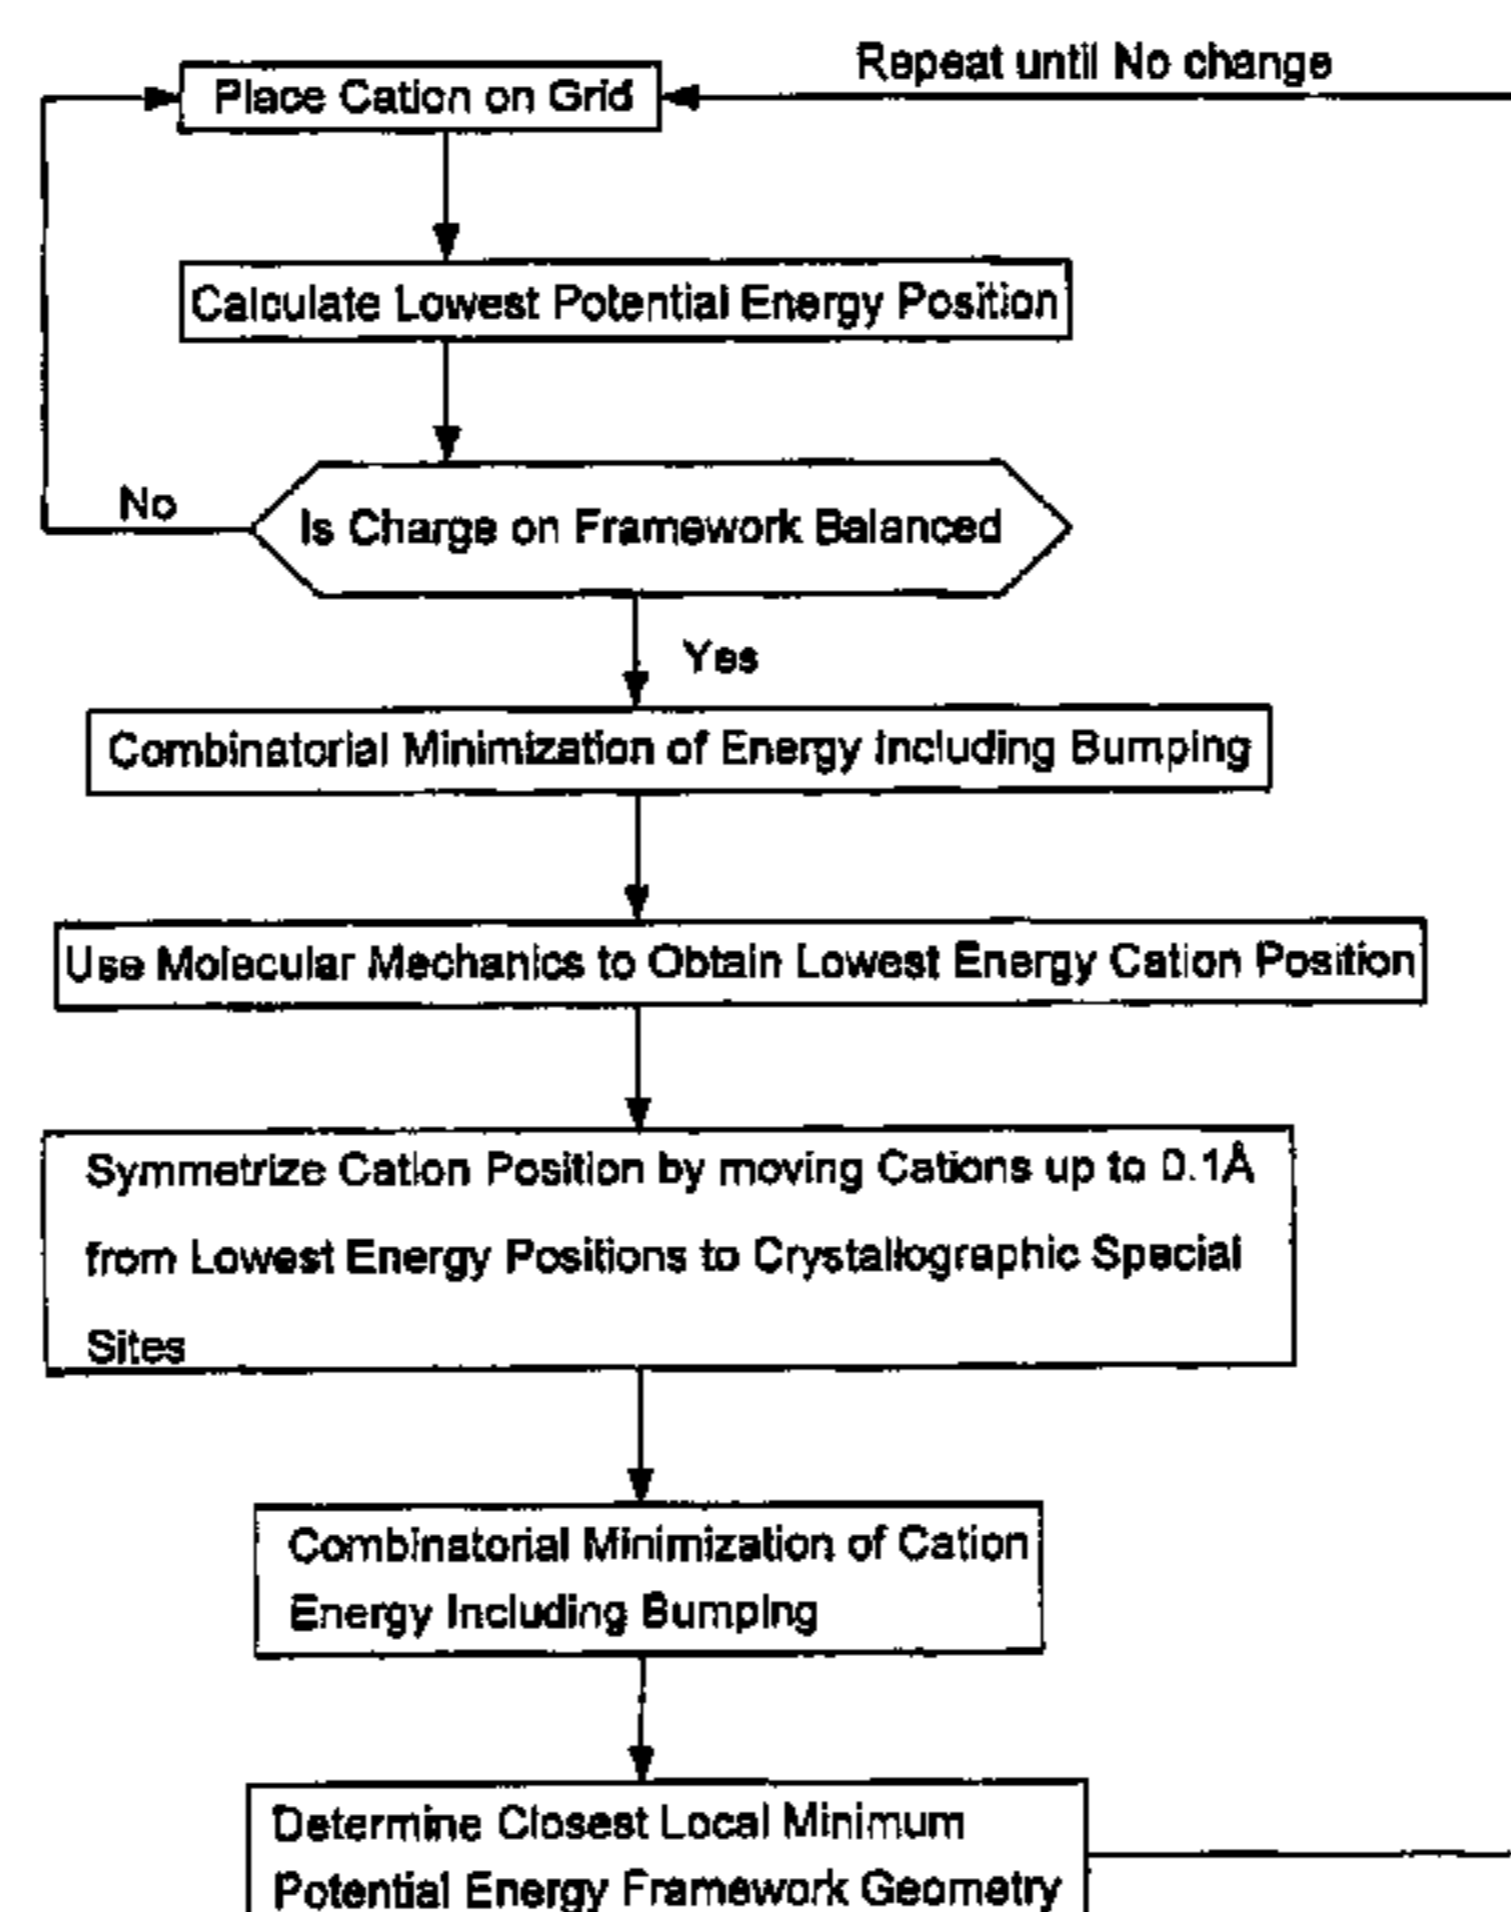 Repeat until No change
Place Cation on Grid
Calculate Lowest Potential Energy Position
No
Is Charge on Framework Balanced
Yes
Combinatorial Minimization of Energy Including Bumping
Use Molecular Mechanics to Obtain Lowest Energy Cation Position
Symmetrize Cation Position by moving Cations up to 0.1Å
from Lowest Energy Positions to Crystallographic Special
Sites
Combinatorial Minimization of Cation
Energy Including Bumping
Determine Closest Local Minimum
Potential Energy Framework Geometry